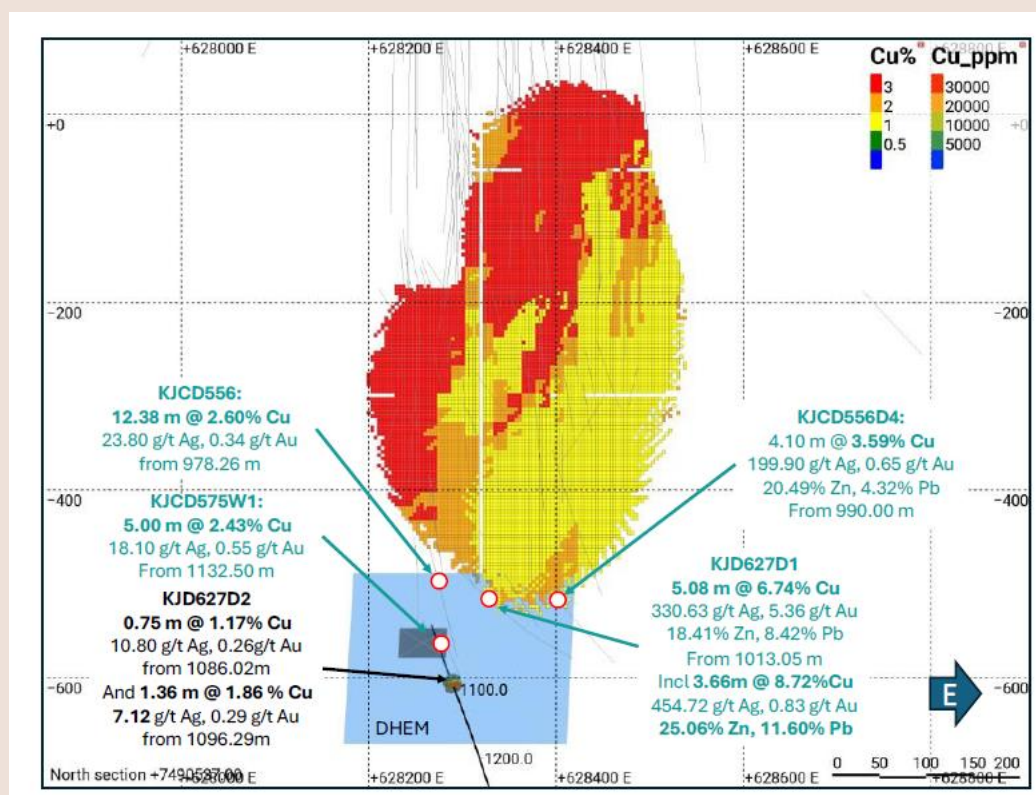 +628000 E
+628200 E
+628400 E
+628600 E
Cu%
Cu_ppm
3
30000
2
20000
1
10000
0.5
5000
+0
+0
-200
-200
KJCD556:
12.38 m @ 2.60% Cu
23.80 g/t Ag, 0.34 g/t Au
from 978.26 m
KJCD556D4:
4.10 m @ 3.59% Cu
199.90 g/t Ag, 0.65 g/t Au
20.49% Zn, 4.32% Pb
From 990.00 m
-400
-400
KJCD575W1:
5.00 m @ 2.43% Cu
18.10 g/t Ag, 0.55g/t Au
From 1132.50 m
KJD627D1
5.08 m @ 6.74% Cu
330.63 g/t Ag, 5.36 g/t Au
18.41% Zn, 8.42% Pb
From 1013.05 m
Incl 3.66m @ 8.72%Cu
454.72 g/t Ag, 0.83 g/t Au
25.06% Zn, 11.60% Pb
KJD627D2
0.75 m @ 1.17% Cu
10.80 g/t Ag, 0.26g/t Au
from 1086.02m
And 1.36 m @ 1.86 % Cu
7.12 g/t Ag, 0.29 g/t Au
from 1096.29m
-600
-600
1100.0
E
DHEM
1200.0
0 50 100 150 200
North section
+628200 E
+628400 E
+628600 E